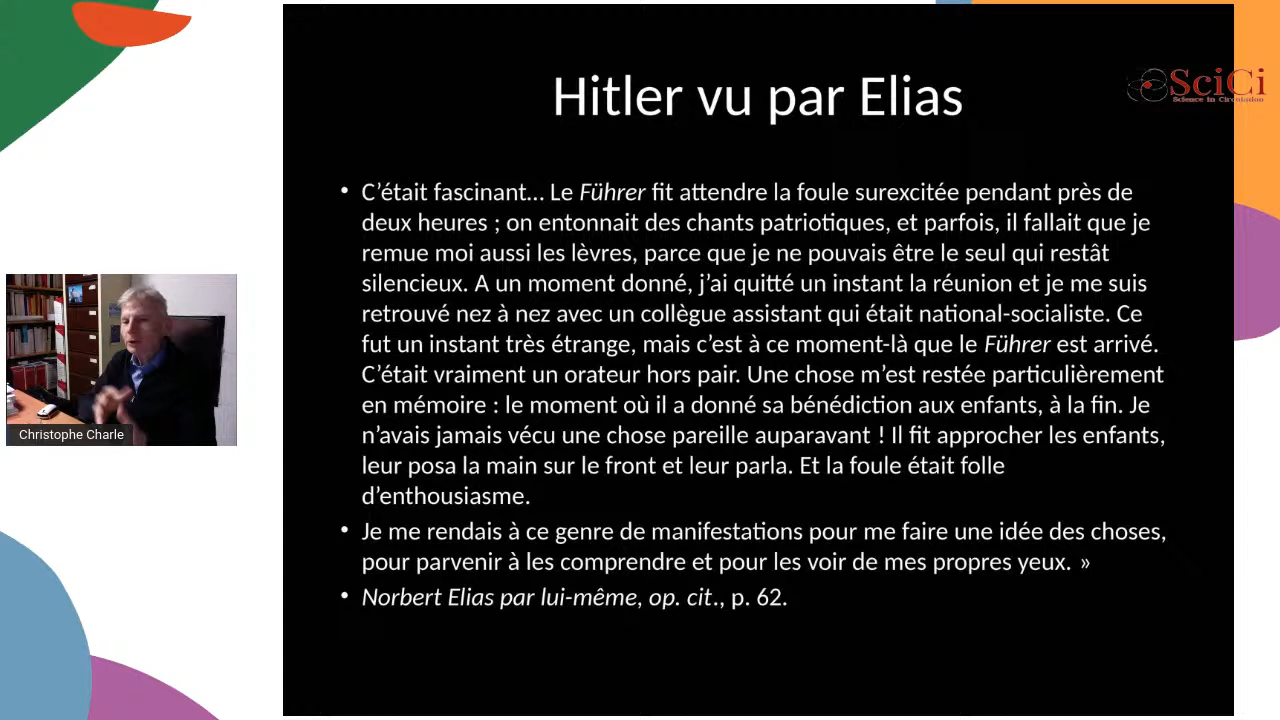 Hitler vu par Elias
SciCi
Science in Circulation
• C’était fascinant… Le Führer fit attendre la foule surexcitée pendant près de
deux heures ; on entonnait des chants patriotiques, et parfois, il fallait que je
remue moi aussi les lèvres, parce que je ne pouvais être le seul qui restât
silencieux. A un moment donné, j’ai quitté un instant la réunion et je me suis
retrouvé nez à nez avec un collègue assistant qui était national-socialiste. Ce
fut un instant très étrange, mais c’est à ce moment-là que le Führer est arrivé.
C’était vraiment un orateur hors pair. Une chose m’est restée particulièrement
en mémoire : le moment où il a donné sa bénédiction aux enfants, à la fin. Je
n’avais jamais vécu une chose pareille auparavant ! Il fit approcher les enfants,
leur posa la main sur le front et leur parla. Et la foule était folle
d’enthousiasme.
• Je me rendais à ce genre de manifestations pour me faire une idée des choses,
pour parvenir à les comprendre et pour les voir de mes propres yeux. »
• Norbert Elias par lui-même, op. cit., p. 62.
Christophe Charle